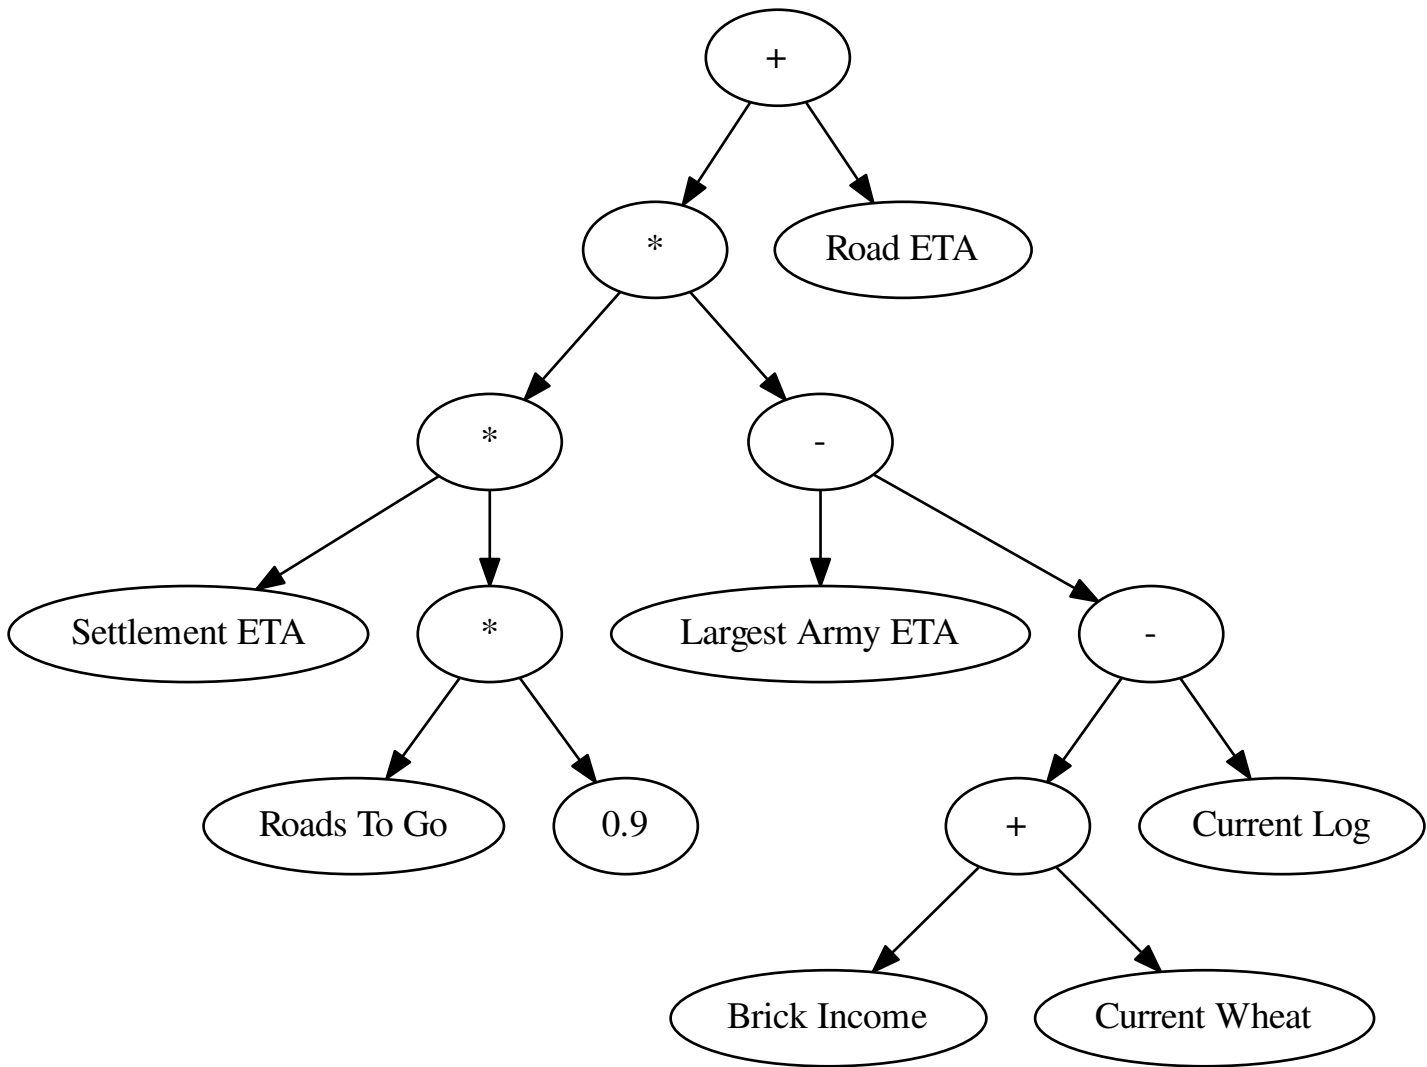 +
*
Road ETA
*
-
Settlement ETA
*
Largest Army ETA
-
Roads To Go
0.9
+
Current Log
Brick Income
Current Wheat